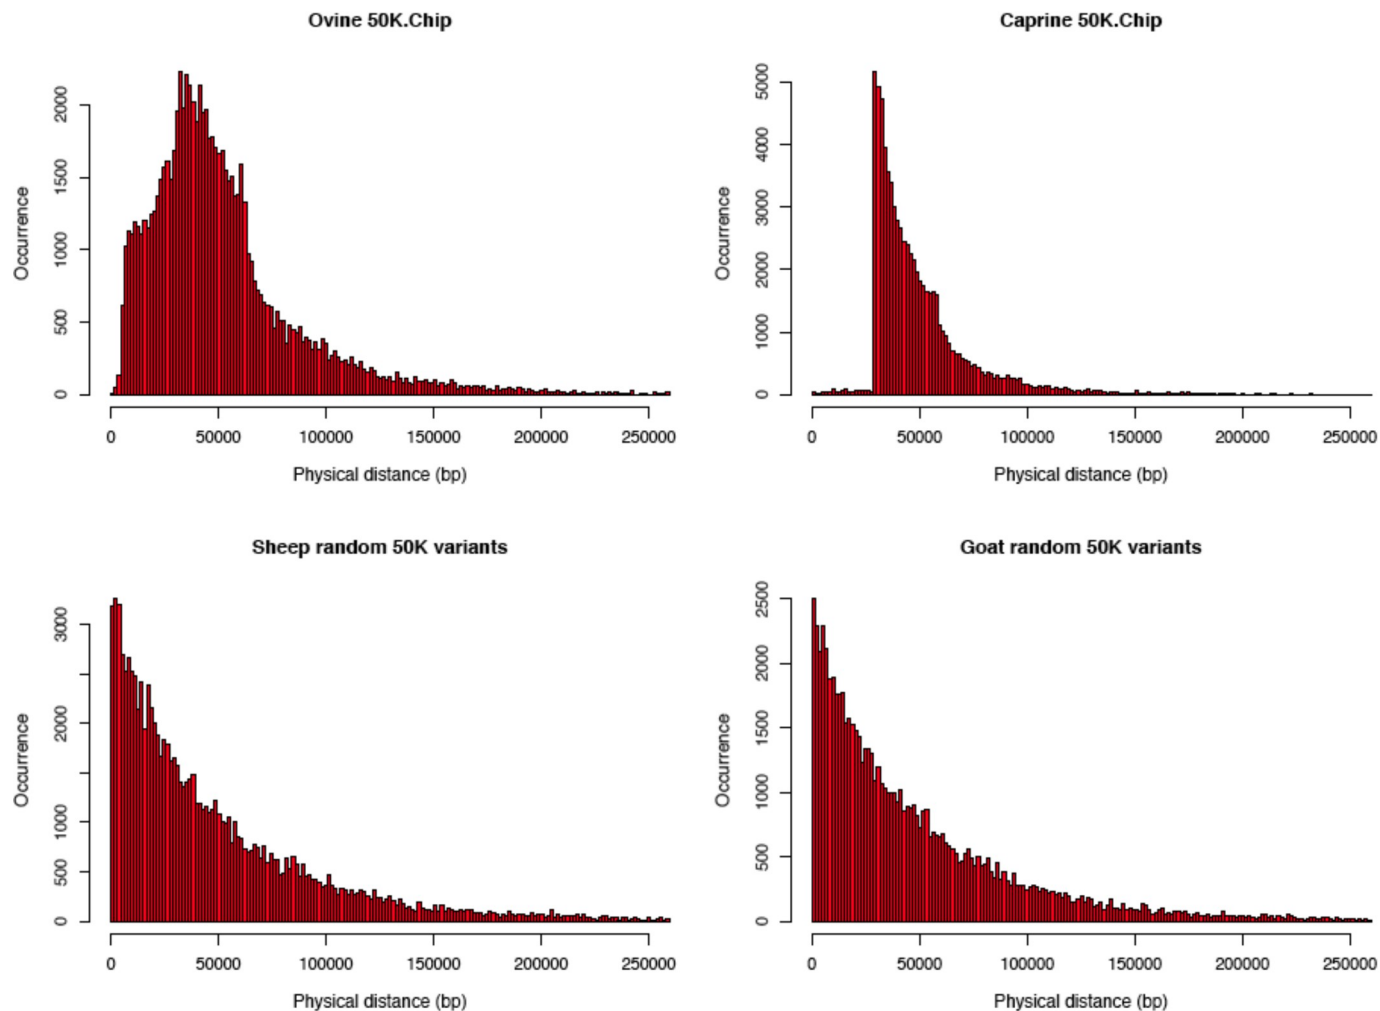 Ovine 50K.Chip
Occurrence
0 500 1000 1500 2000
0 50000 100000 150000 200000 250000
Physical distance (bp)
Caprine 50K.Chip
Occurrence
0 1000 2000 3000 4000 5000
0 50000 100000 150000 200000 250000
Physical distance (bp)
Sheep random 50K variants
Occurrence
0 500 1000 2000 3000
0 50000 100000 150000 200000 250000
Physical distance (bp)
Goat random 50K variants
Occurrence
0 500 1000 1500 2000 2500
0 50000 100000 150000 200000 250000
Physical distance (bp)